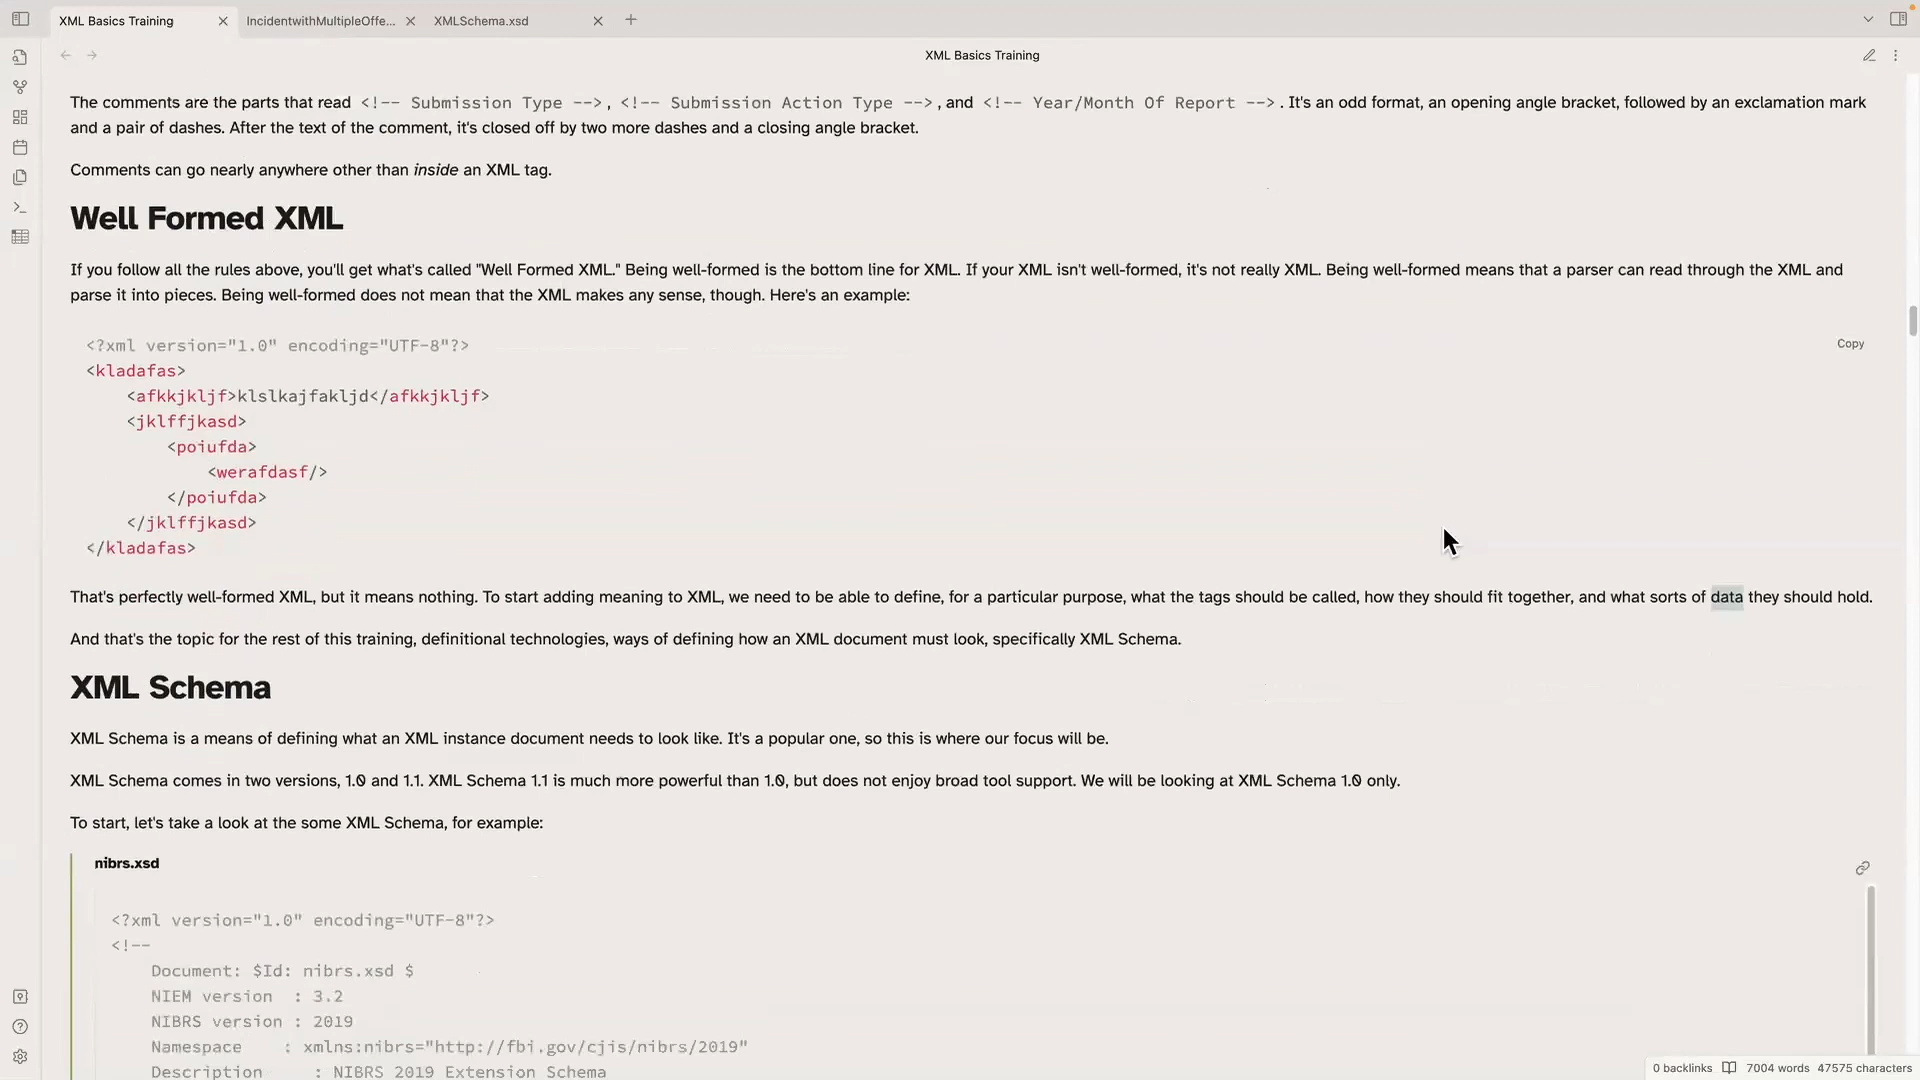 XML Basics Training
IncidentwithMultipleOffe...
XMLSchema.xsd
XML Basics Training
The comments are the parts that read <!-- Submission Type -->, <!-- Submission Action Type -->, and <!-- Year/Month Of Report -->. It's an odd format, an opening angle bracket, followed by an exclamation mark
and a pair of dashes. After the text of the comment, it's closed off by two more dashes and a closing angle bracket.
Comments can go nearly anywhere other than inside an XML tag.
Well Formed XML
If you follow all the rules above, you'll get what's called "Well Formed XML." Being well-formed is the bottom line for XML. If your XML isn't well-formed, it's not really XML. Being well-formed means that a parser can read through the XML and
parse it into pieces. Being well-formed does not mean that the XML makes any sense, though. Here's an example:
<?xml version="1.0" encoding="UTF-8"?>
Copy
<kladafas>
<afkkjkljf>klslkajfakljd</afkkjkljf>
<jklffjkasd>
<poiufda>
<werafdasf/>
</poiufda>
</jklffjkasd>
</kladafas>
That's perfectly well-formed XML, but it means nothing. To start adding meaning to XML, we need to be able to define, for a particular purpose, what the tags should be called, how they should fit together, and what sorts of data they should hold.
And that's the topic for the rest of this training, definitional technologies, ways of defining how an XML document must look, specifically XML Schema.
XML Schema
XML Schema is a means of defining what an XML instance document needs to look like. It's a popular one, so this is where our focus will be.
XML Schema comes in two versions, 1.0 and 1.1. XML Schema 1.1 is much more powerful than 1.0, but does not enjoy broad tool support. We will be looking at XML Schema 1.0 only.
To start, let's take a look at the some XML Schema, for example:
nibrs.xsd
<?xml version="1.0" encoding="UTF-8"?>
<!--
Document: $Id: nibrs.xsd $
NIEM version : 3.2
NIBRS version : 2019
Namespace : xmlns:nibrs="http://fbi.gov/cjis/nibrs/2019"
Description : NIBRS 2019 Extension Schema
0 backlinks 7004 words 47575 characters